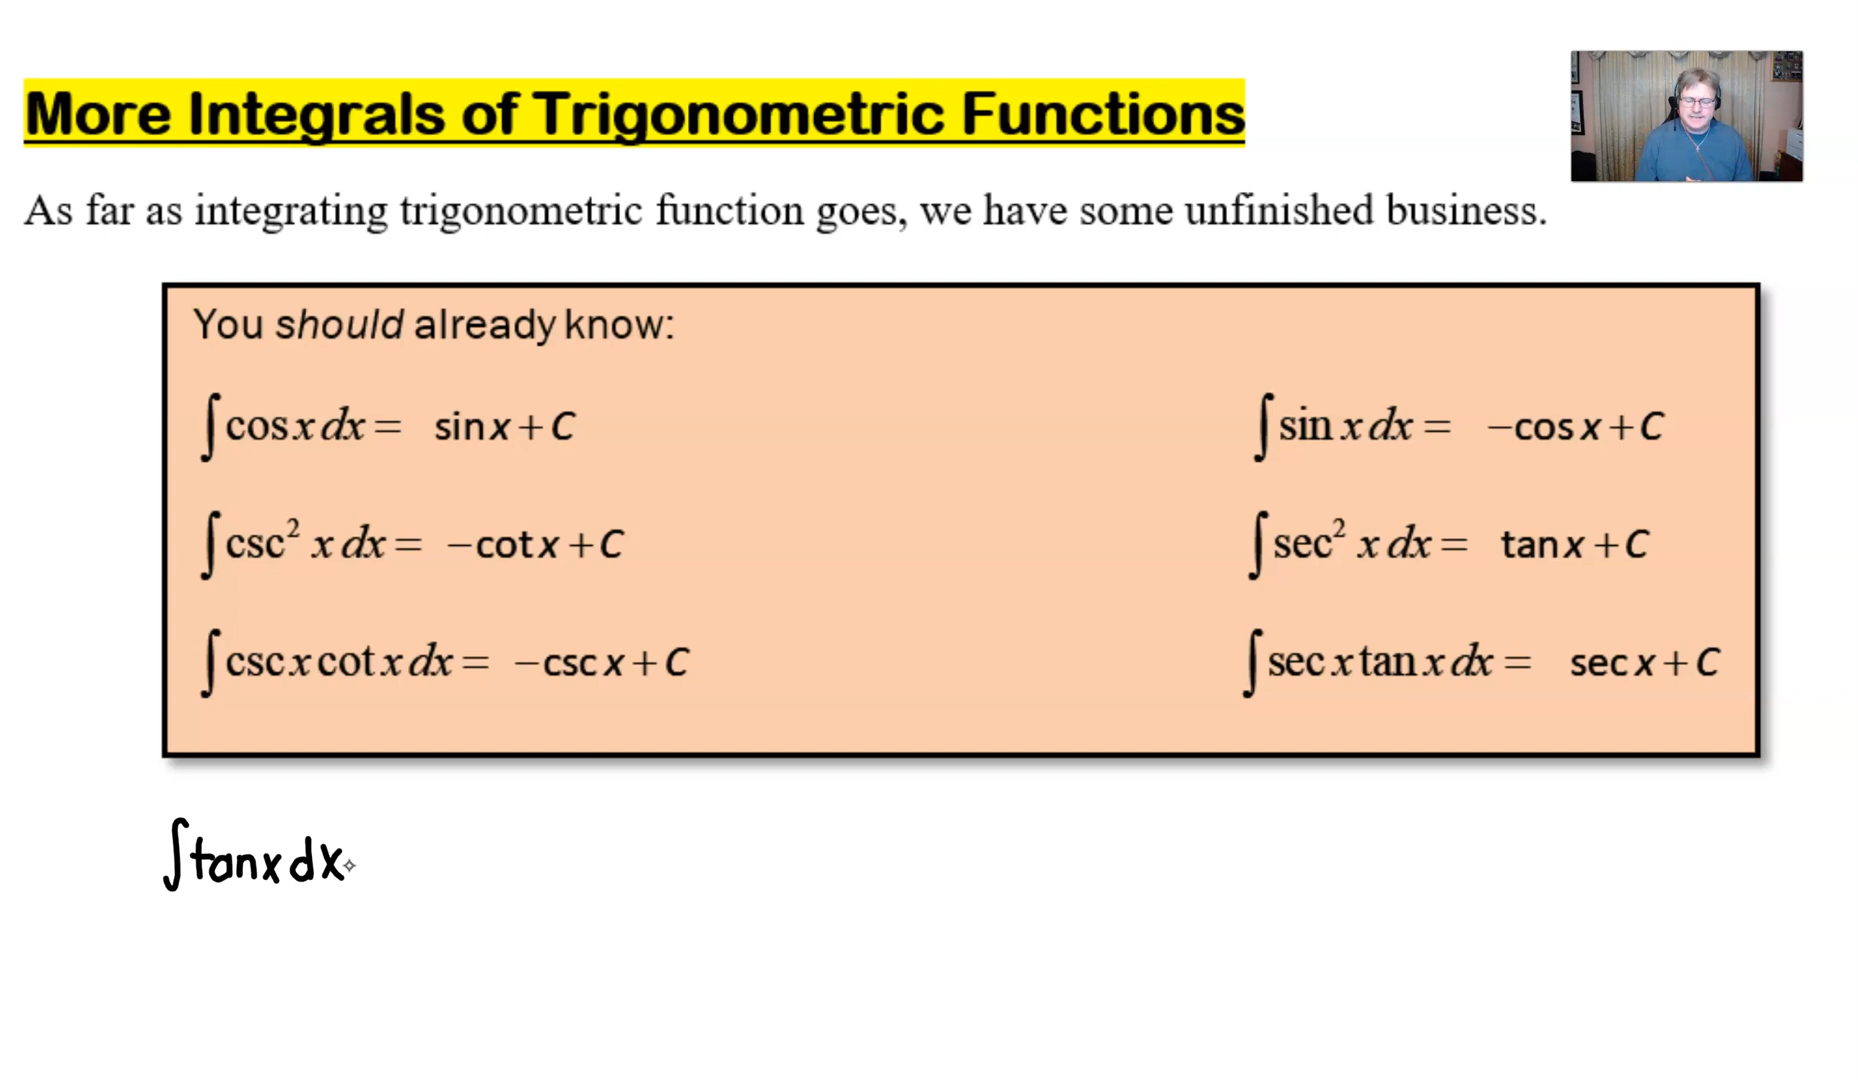 More Integrals of Trigonometric Functions
As far as integrating trigonometric function goes, we have some unfinished business.
You should already know:
∫cos x dx = sin x + C ∫sin x dx = −cos x + C
∫csc² x dx = −cot x + C ∫sec² x dx = tan x + C
∫csc x cot x dx = −csc x + C ∫sec x tan x dx = sec x + C
∫tan x dx